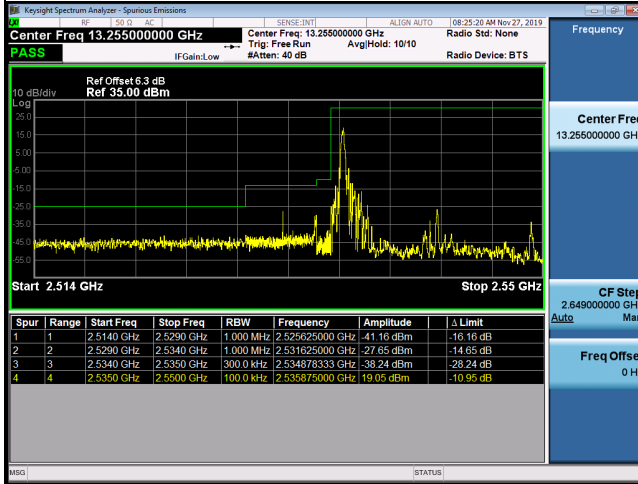 Keysight Spectrum Analyzer - Spurious Emissions
RF 50 Ω AC SENSE:INT ALIGN AUTO 08:25:20 AM Nov 27, 2019
Center Freq 13.255000000 GHz
Center Freq: 13.255000000 GHz
Radio Std: None
Trig: Free Run Avg|Hold: 10/10
PASS
IFGain:Low
#Atten: 40 dB
Radio Device: BTS
Ref Offset 6.3 dB
10 dB/div Ref 35.00 dBm
Log
25.0
15.0
5.00
-5.00
-15.0
-25.0
-35.0
-45.0
-55.0
Start 2.514 GHz Stop 2.55 GHz
Spur Range Start Freq Stop Freq RBW Frequency Amplitude Δ Limit
1 1 2.5140 GHz 2.5290 GHz 1.000 MHz 2.525625000 GHz -41.16 dBm -16.16 dB
2 2 2.5290 GHz 2.5340 GHz 1.000 MHz 2.531625000 GHz -27.65 dBm -14.65 dB
3 3 2.5340 GHz 2.5350 GHz 300.0 kHz 2.534878333 GHz -38.24 dBm -28.24 dB
4 4 2.5350 GHz 2.5500 GHz 100.0 kHz 2.535875000 GHz 19.05 dBm -10.95 dB
MSG STATUS
Frequency
Center Fre
13.255000000 GH
CF Step
2.649000000 GH
Auto Ma
Freq Offse
0 H